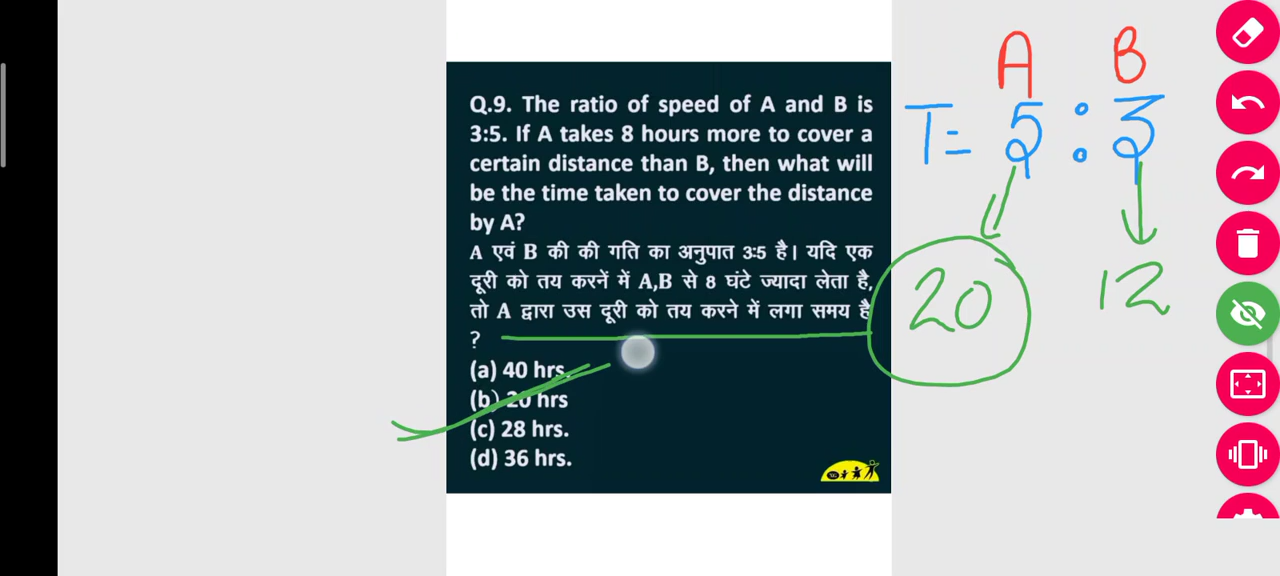 Q.9. The ratio of speed of A and B is
3:5. If A takes 8 hours more to cover a
certain distance than B, then what will
be the time taken to cover the distance
by A?
A एवं B की की गति का अनुपात 3:5 है। यदि एक
दूरी को तय करनें में A,B से 8 घंटे ज्यादा लेता है,
तो A द्वारा उस दूरी को तय करने में लगा समय है
?
(a) 40 hrs.
(b) 20 hrs
(c) 28 hrs.
(d) 36 hrs.
A B
T= 5 : 3
20 12